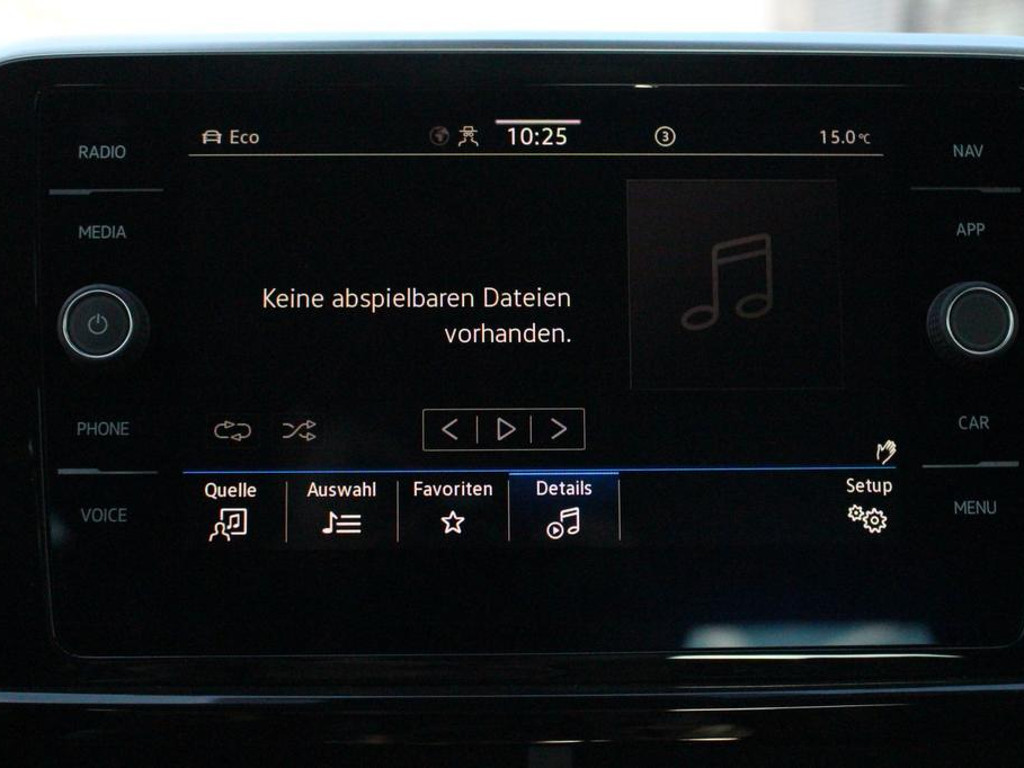 RADIO
MEDIA
PHONE
VOICE
Eco
10:25
3
15.0°C
Keine abspielbaren Dateien
vorhanden.
Quelle
Auswahl
Favoriten
Details
Setup
NAV
APP
CAR
MENU